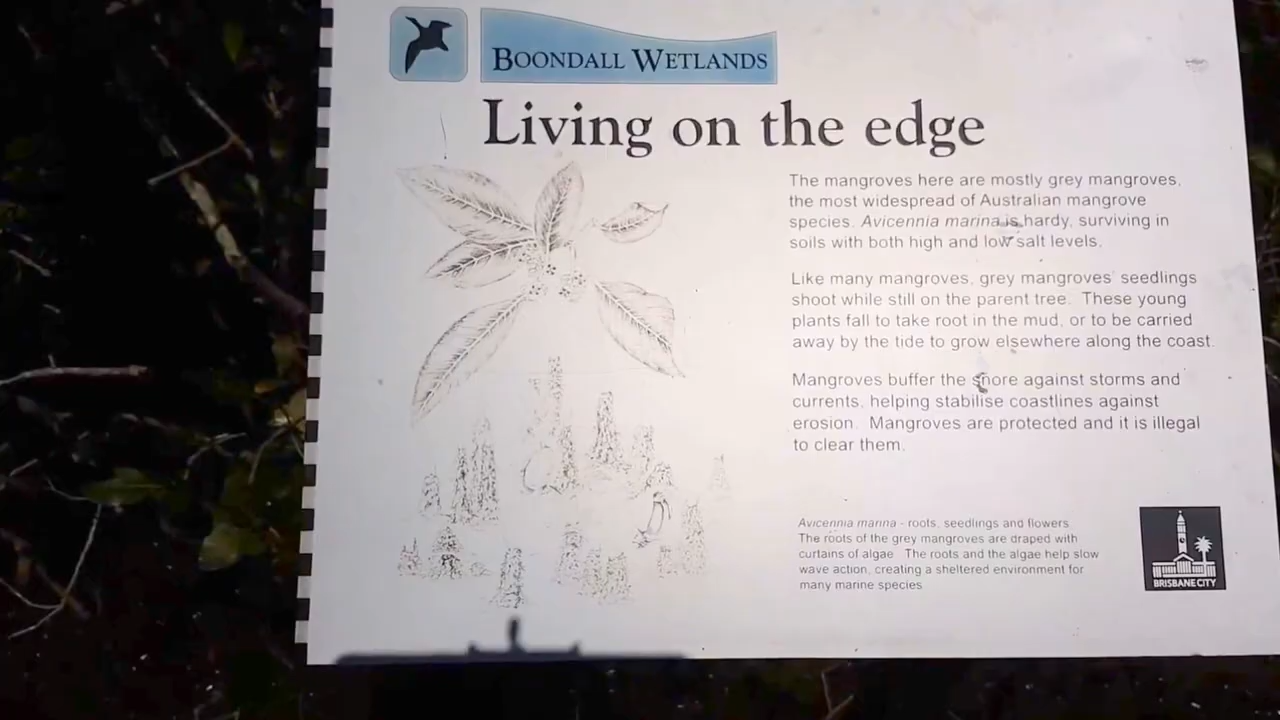 BOONDALL WETLANDS
Living on the edge
The mangroves here are mostly grey mangroves,
the most widespread of Australian mangrove
species. Avicennia marina is hardy, surviving in
soils with both high and low salt levels.
Like many mangroves, grey mangroves' seedlings
shoot while still on the parent tree. These young
plants fall to take root in the mud, or to be carried
away by the tide to grow elsewhere along the coast.
Mangroves buffer the shore against storms and
currents, helping stabilise coastlines against
erosion. Mangroves are protected and it is illegal
to clear them.
Avicennia marina - roots, seedlings and flowers
The roots of the grey mangroves are draped with
curtains of algae The roots and the algae help slow
wave action, creating a sheltered environment for
many marine species
BRISBANE CITY